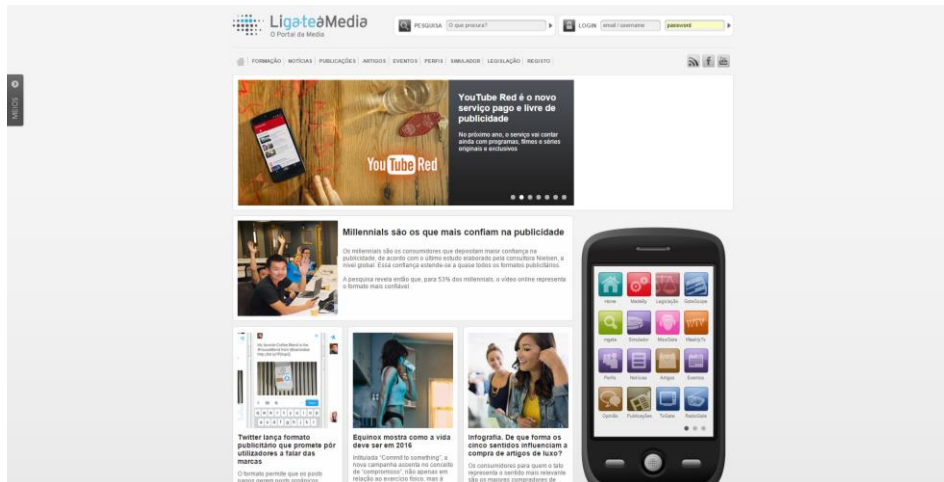 LigateàMedia
O Portal da Media
PESQUISA O que procura?
LOGIN email / username password
FORMAÇÃO NOTÍCIAS PUBLICAÇÕES ARTIGOS EVENTOS PERFIS SIMULADOR LEGISLAÇÃO REGISTO
MEIOS
YouTube Red é o novo
serviço pago e livre de
publicidade
No próximo ano, o serviço vai contar
ainda com programas, filmes e séries
originais e exclusivos
YouTube Red
Millennials são os que mais confiam na publicidade
Os millennials são os consumidores que depositam maior confiança na
publicidade, de acordo com o último estudo elaborado pela consultora Nielsen, a
nível global. Essa confiança estende-se a quase todos os formatos publicitários.
A pesquisa revela então que, para 53% dos millennials, o vídeo online representa
o formato mais confiável.
Home Legislação
Simulador
Perfis Notícias Artigos Eventos
Opinião Publicações TvGate RadioGate
Twitter lança formato
publicitário que promete pôr
utilizadores a falar das
marcas
O formato permite que os posts
pagos gerem posts orgânicos
Equinox mostra como a vida
deve ser em 2016
Intitulada "Commit to something", a
nova campanha assenta no conceito
de "compromisso", não apenas em
relação ao exercício físico, mas à
Infografia. De que forma os
cinco sentidos influenciam a
compra de artigos de luxo?
Os consumidores para quem o tato
representa o sentido mais relevante
são os maiores compradores de